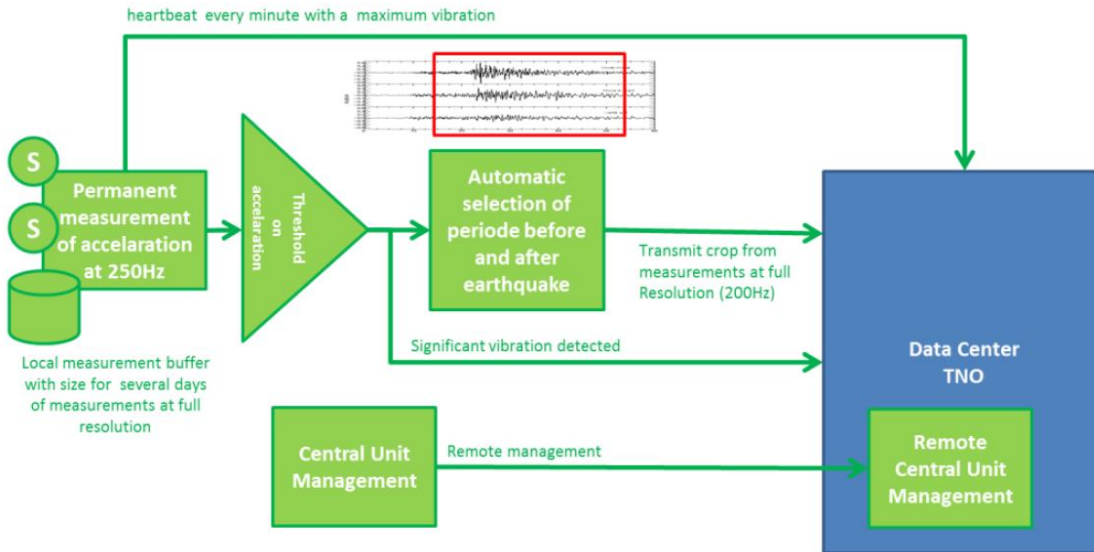 heartbeat every minute with a maximum vibration
S
S
Permanent
measurement
of accelaration
at 250Hz
Threshold
on
accelaration
Automatic
selection of
periode before
and after
earthquake
Transmit crop from
measurements at full
Resolution (200Hz)
Significant vibration detected
Local measurement buffer
with size for several days
of measurements at full
resolution
Data Center
TNO
Central Unit
Management
Remote management
Remote
Central Unit
Management